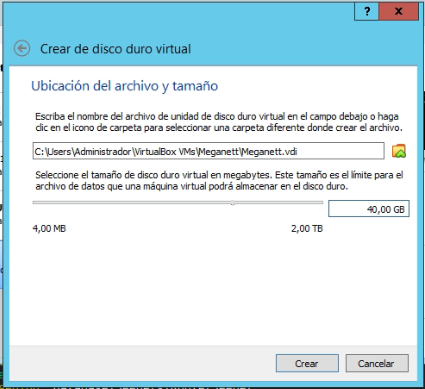 ?
x
Crear de disco duro virtual
Ubicación del archivo y tamaño
Escriba el nombre del archivo de unidad de disco duro virtual en el campo debajo o haga
clic en el icono de carpeta para seleccionar una carpeta diferente donde crear el archivo.
C:\Users\Administrador\VirtualBox VMs\Meganett\Meganett.vdi
Seleccione el tamaño de disco duro virtual en megabytes. Este tamaño es el límite para el
archivo de datos que una máquina virtual podrá almacenar en el disco duro.
40,00 GB
4,00 MB 2,00 TB
Crear Cancelar